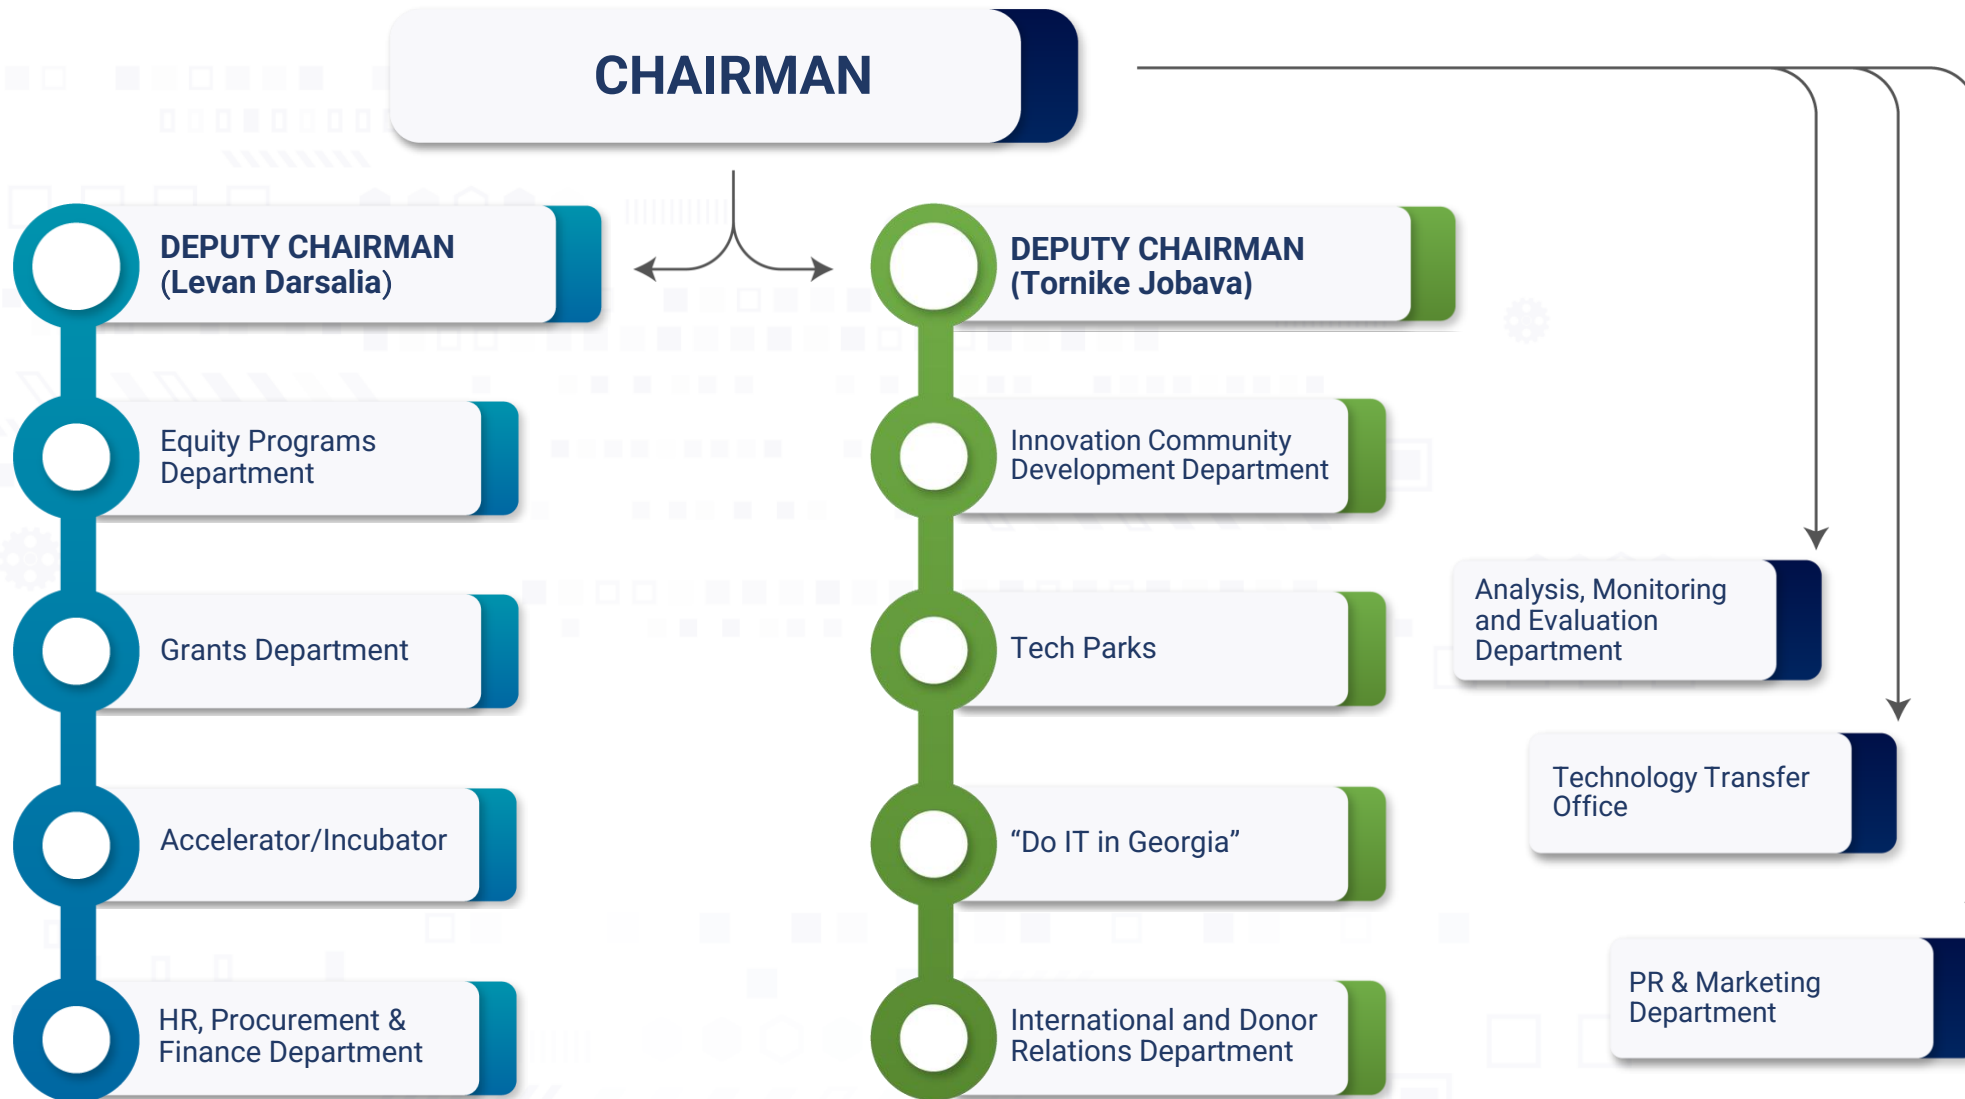 CHAIRMAN
DEPUTY CHAIRMAN
(Levan Darsalia)
Equity Programs
Department
Grants Department
Accelerator/Incubator
HR, Procurement &
Finance Department
DEPUTY CHAIRMAN
(Tornike Jobava)
Innovation Community
Development Department
Tech Parks
“Do IT in Georgia”
International and Donor
Relations Department
Analysis, Monitoring
and Evaluation
Department
Technology Transfer
Office
PR & Marketing
Department